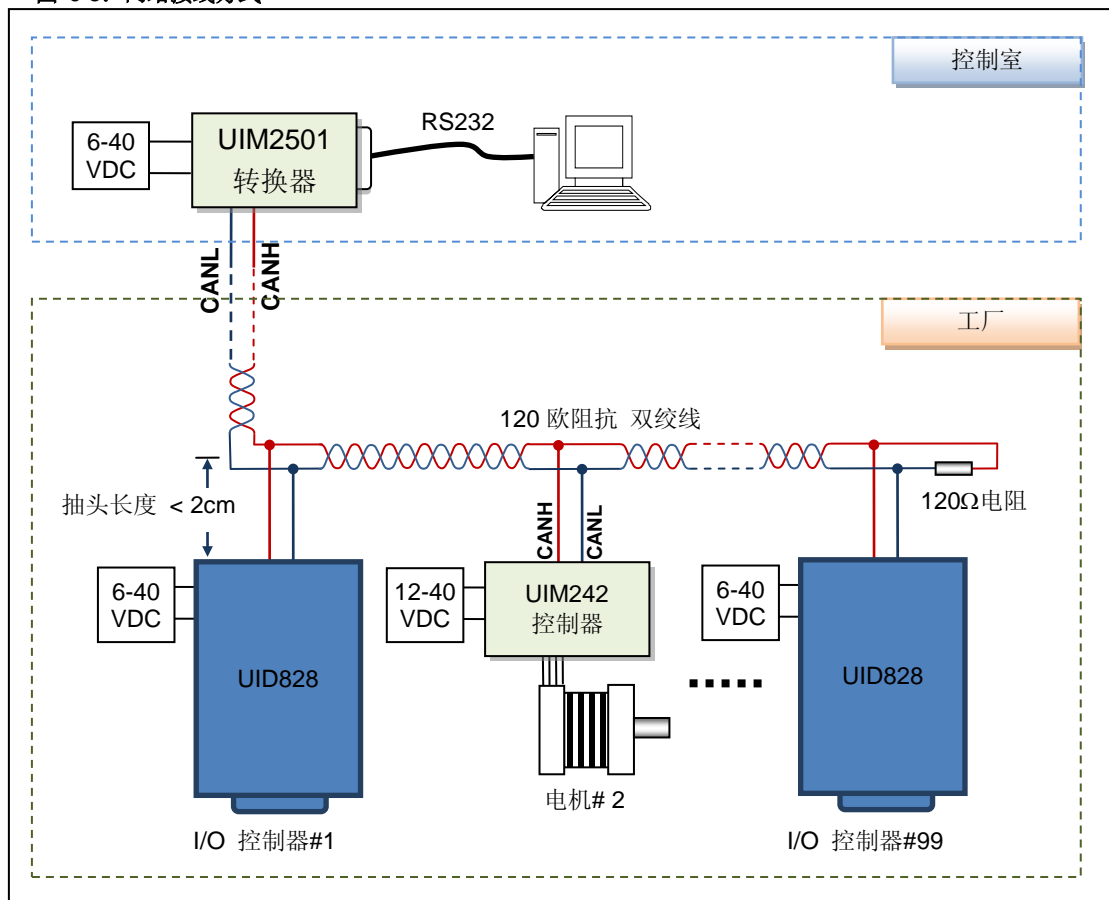 控制室
RS232
6-40
VDC
UIM2501
转换器
CANL
CANH
工厂
120 欧阻抗 双绞线
抽头长度 < 2cm
120Ω电阻
CANH
CANL
6-40
VDC
UID828
12-40
VDC
UIM242
控制器
6-40
VDC
UID828
电机# 2
I/O 控制器#1
I/O 控制器#99